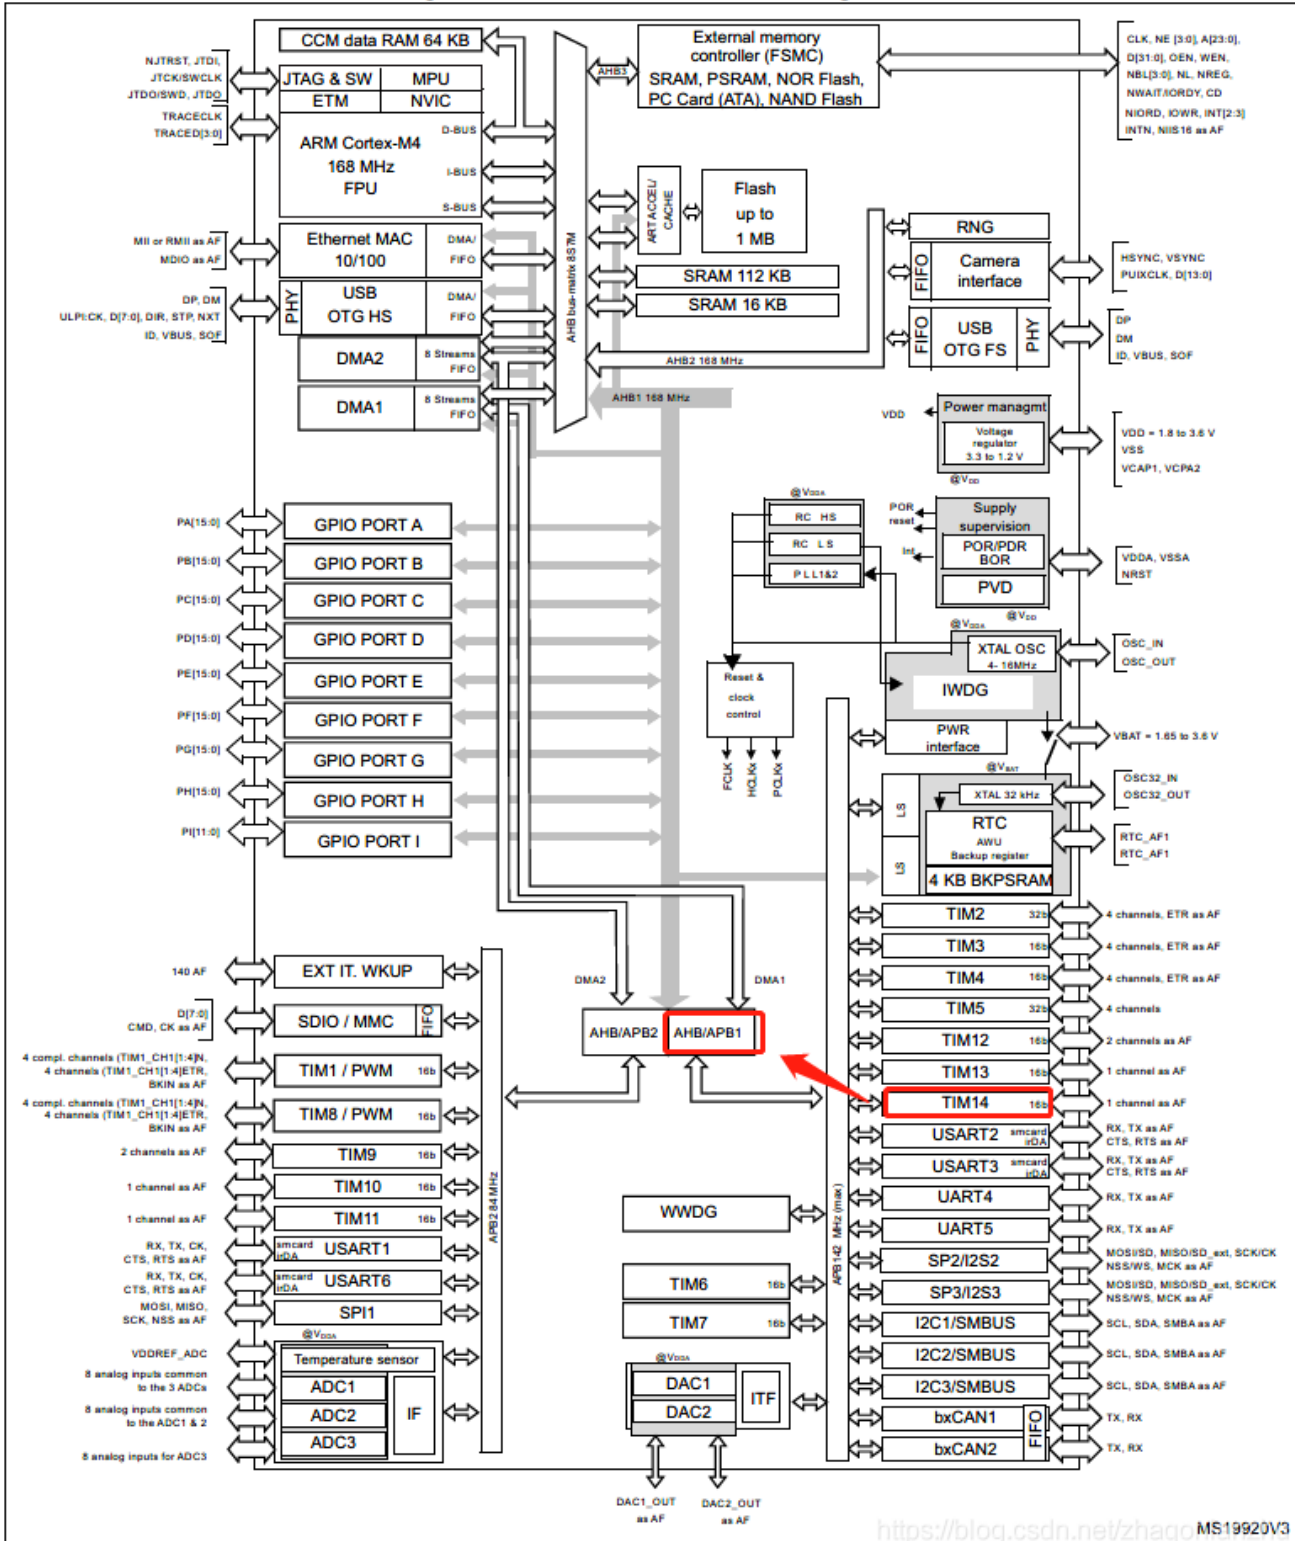 CCM data RAM 64 KB
External memory
controller (FSMC)
SRAM, PSRAM, NOR Flash,
PC Card (ATA), NAND Flash
AHB3
CLK, NE [3:0], A[23:0],
D[31:0], OEN, WEN,
NBL[3:0], NL, NREG,
NWAIT/IORDY, CD
NIORD, IOWR, INT[2:3]
INTN, NIIS16 as AF
NJTRST, JTDI,
JTCK/SWCLK
JTDO/SWD, JTDO
TRACECLK
TRACED[3:0]
JTAG & SW
MPU
ETM
NVIC
ARM Cortex-M4
168 MHz
FPU
D-BUS
I-BUS
S-BUS
AHB bus-matrix 8S7M
ART ACCEL/
CACHE
Flash
up to
1 MB
SRAM 112 KB
SRAM 16 KB
AHB2 168 MHz
AHB1 168 MHz
MII or RMII as AF
MDIO as AF
Ethernet MAC
10/100
DMA/
FIFO
DP, DM
ULPI:CK, D[7:0], DIR, STP, NXT
ID, VBUS, SOF
PHY
USB
OTG HS
DMA/
FIFO
DMA2
8 Streams
FIFO
DMA1
8 Streams
FIFO
RNG
FIFO
Camera
interface
HSYNC, VSYNC
PUIXCLK, D[13:0]
FIFO
USB
OTG FS
PHY
DP
DM
ID, VBUS, SOF
VDD
Power managmt
Voltage
regulator
3.3 to 1.2 V
@VDD
VDD = 1.8 to 3.6 V
VSS
VCAP1, VCPA2
@VDDA
RC HS
RC LS
PLL1&2
POR
reset
Int
Supply
supervision
POR/PDR
BOR
PVD
@VDD
VDDA, VSSA
NRST
@VDDA
XTAL OSC
4- 16MHz
IWDG
OSC_IN
OSC_OUT
PWR
interface
VBAT = 1.65 to 3.6 V
@VBAT
Reset &
clock
control
FCLK
HCLKx
PCLKx
LS
LS
XTAL 32 kHz
RTC
AWU
Backup register
4 KB BKPSRAM
OSC32_IN
OSC32_OUT
RTC_AF1
RTC_AF1
PA[15:0]
GPIO PORT A
PB[15:0]
GPIO PORT B
PC[15:0]
GPIO PORT C
PD[15:0]
GPIO PORT D
PE[15:0]
GPIO PORT E
PF[15:0]
GPIO PORT F
PG[15:0]
GPIO PORT G
PH[15:0]
GPIO PORT H
PI[11:0]
GPIO PORT I
DMA2
DMA1
AHB/APB2
AHB/APB1
140 AF
EXT IT. WKUP
D[7:0]
CMD, CK as AF
SDIO / MMC
FIFO
4 compl. channels (TIM1_CH1[1:4]N,
4 channels (TIM1_CH1[1:4]ETR,
BKIN as AF
TIM1 / PWM 16b
4 compl. channels (TIM1_CH1[1:4]N,
4 channels (TIM1_CH1[1:4]ETR,
BKIN as AF
TIM8 / PWM 16b
2 channels as AF
TIM9 16b
1 channel as AF
TIM10 16b
1 channel as AF
TIM11 16b
RX, TX, CK,
CTS, RTS as AF
smcard
irDA
USART1
RX, TX, CK,
CTS, RTS as AF
smcard
irDA
USART6
MOSI, MISO,
SCK, NSS as AF
SPI1
@VDDA
VDDREF_ADC
Temperature sensor
8 analog inputs common
to the 3 ADCs
ADC1
8 analog inputs common
to the ADC1 & 2
ADC2
8 analog inputs for ADC3
ADC3
IF
APB2 84 MHz
WWDG
TIM6 16b
TIM7 16b
@VDDA
DAC1
DAC2
ITF
DAC1_OUT
as AF
DAC2_OUT
as AF
APB1 42 MHz (max)
TIM2 32b
4 channels, ETR as AF
TIM3 16b
4 channels, ETR as AF
TIM4 16b
4 channels, ETR as AF
TIM5 32b
4 channels
TIM12 16b
2 channels as AF
TIM13 16b
1 channel as AF
TIM14 16b
1 channel as AF
USART2
smcard
irDA
RX, TX as AF
CTS, RTS as AF
USART3
smcard
irDA
RX, TX as AF
CTS, RTS as AF
UART4
RX, TX as AF
UART5
RX, TX as AF
SP2/I2S2
MOSI/SD, MISO/SD_ext, SCK/CK
NSS/WS, MCK as AF
SP3/I2S3
MOSI/SD, MISO/SD_ext, SCK/CK
NSS/WS, MCK as AF
I2C1/SMBUS
SCL, SDA, SMBA as AF
I2C2/SMBUS
SCL, SDA, SMBA as AF
I2C3/SMBUS
SCL, SDA, SMBA as AF
bxCAN1
TX, RX
bxCAN2
TX, RX
FIFO
MS19920V3